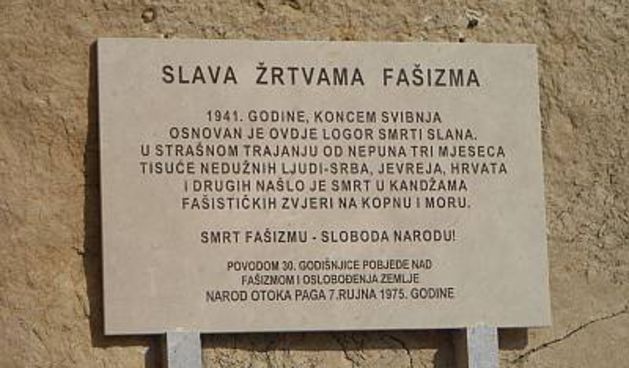 SLAVA ŽRTVAMA FAŠIZMA
1941. GODINE, KONCEM SVIBNJA
OSNOVAN JE OVDJE LOGOR SMRTI SLANA.
U STRAŠNOM TRAJANJU OD NEPUNA TRI MJESECA
TISUĆE NEDUŽNIH LJUDI-SRBA, JEVREJA, HRVATA
I DRUGIH NAŠLO JE SMRT U KANDŽAMA
FAŠISTIČKIH ZVJERI NA KOPNU I MORU.
SMRT FAŠIZMU - SLOBODA NARODU!
POVODOM 30. GODIŠNJICE POBJEDE NAD
FAŠIZMOM I OSLOBOĐENJA ZEMLJE
NAROD OTOKA PAGA 7.RUJNA 1975. GODINE